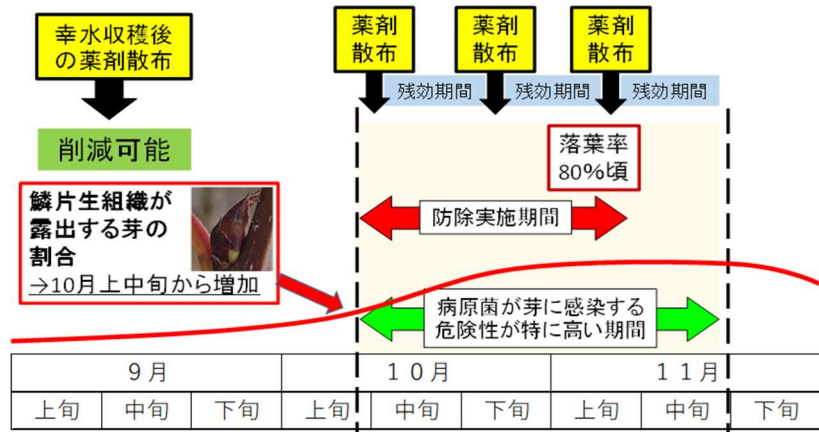 幸水収穫後
の薬剤散布
薬剤
散布
薬剤
散布
薬剤
散布
残効期間
残効期間
残効期間
削減可能
落葉率
80%頃
鱗片生組織が
露出する芽の
割合
→10月上中旬から増加
防除実施期間
病原菌が芽に感染する
危険性が特に高い期間
9月
10月
11月
上旬
中旬
下旬
上旬
中旬
下旬
上旬
中旬
下旬